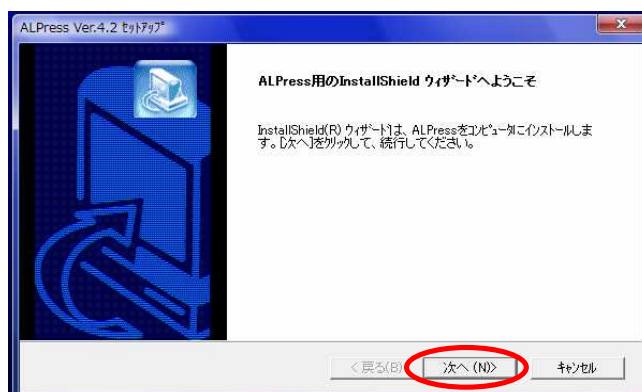 ALPress Ver.4.2 ｾｯﾄｱｯﾌﾟ
ALPress用のInstallShield ｳｨｻﾞｰﾄﾞへようこそ
InstallShield(R) ｳｨｻﾞｰﾄﾞは、ALPressをｺﾝﾋﾟｭｰﾀにインストールしま
す。[次へ]をｸﾘｯｸして、続行してください。
< 戻る(B)
次へ (N)>
ｷｬﾝｾﾙ